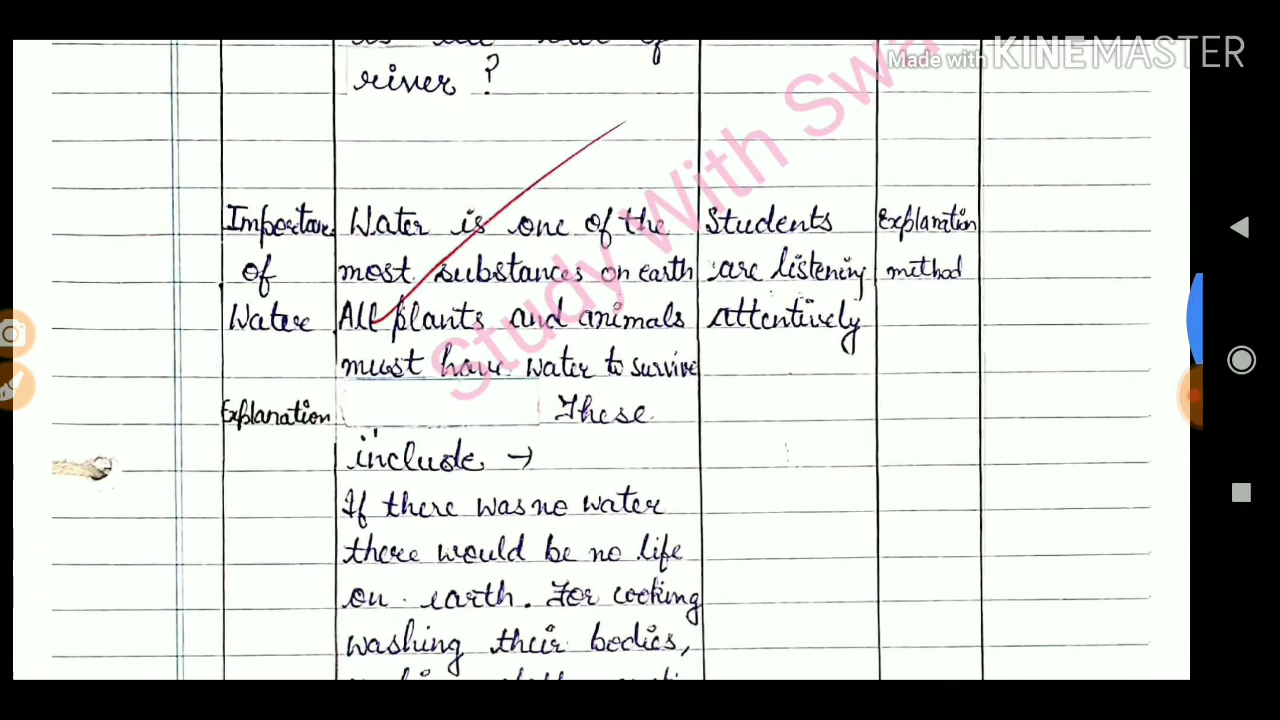 Made with KINEMASTER
of
river ?
Study With Swa
Importance Water is one of the Students Explanation
of most substances on earth are listening method
Water All plants and animals attentively
must have water to survive
Explanation These
include →
If there was no water
there would be no life
on earth. For cooking
washing their bodies,